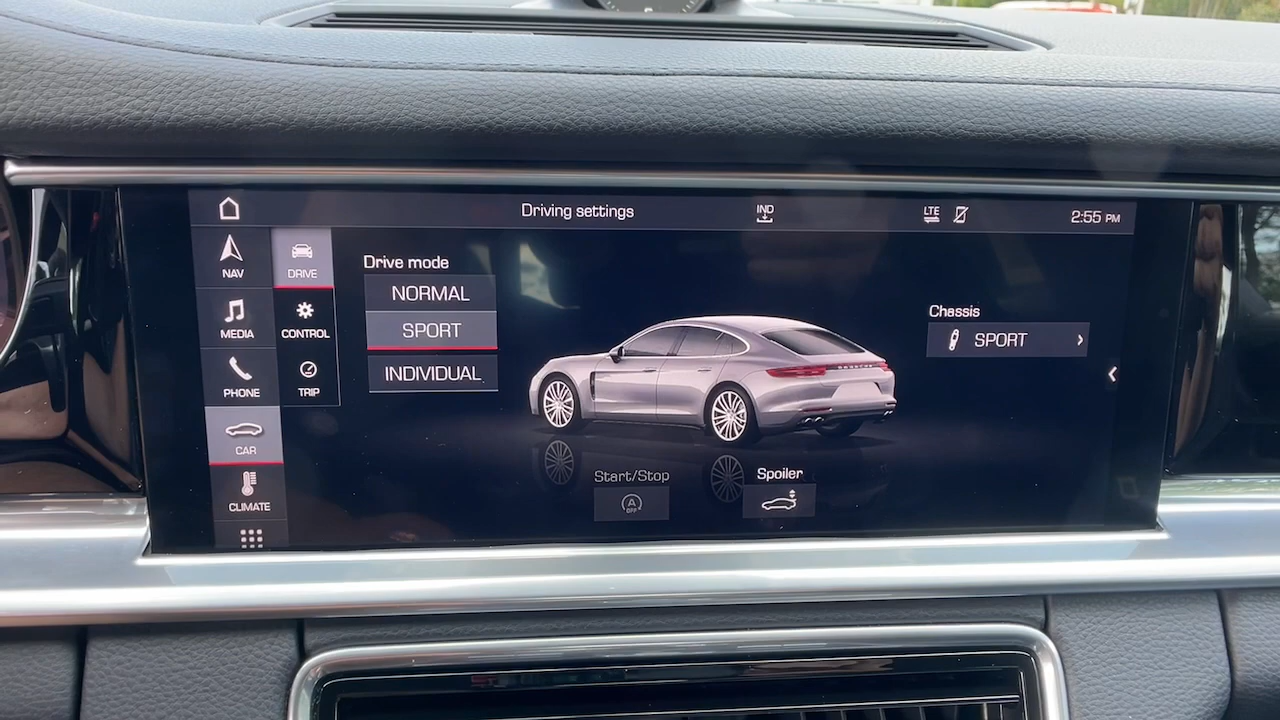 Driving settings
IND
LTE
2:55 PM
NAV
DRIVE
MEDIA
CONTROL
PHONE
TRIP
CAR
CLIMATE
Drive mode
NORMAL
SPORT
INDIVIDUAL
Chassis
SPORT
Start/Stop
A
OFF
Spoiler